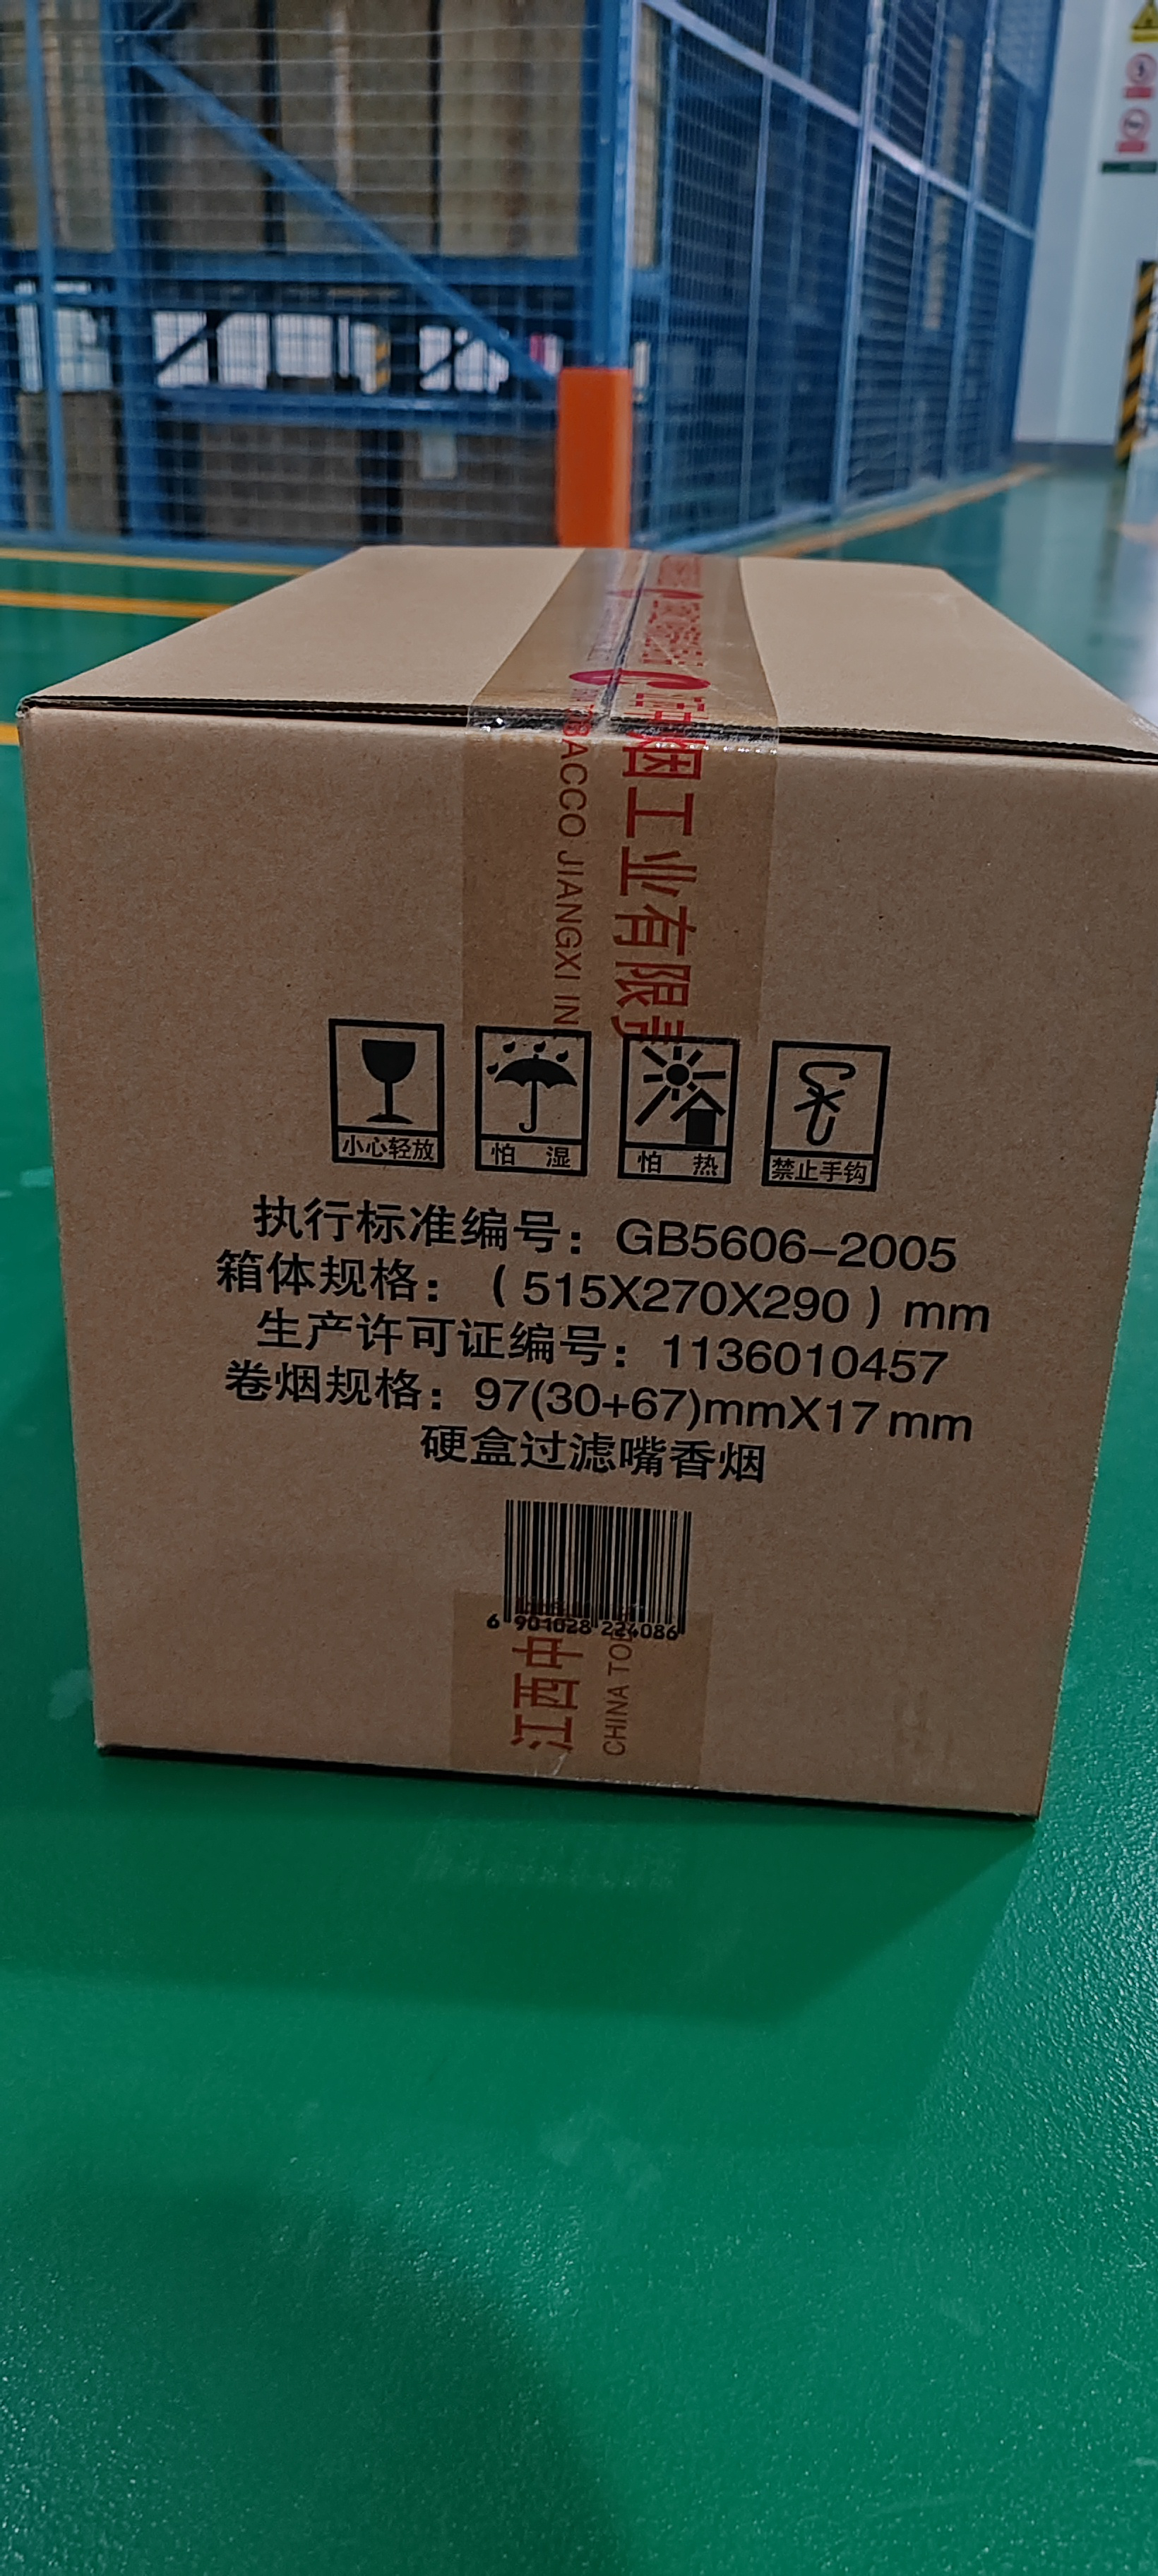 中烟工业有限
TOBACCO JIANGXI IN
小心轻放
怕 湿
怕 热
禁止手钩
执行标准编号：GB5606-2005
箱体规格：（515X270X290）mm
生产许可证编号：1136010457
卷烟规格：97(30+67)mmX17mm
硬盒过滤嘴香烟
6 901028 224086
江西中
CHINA TOB